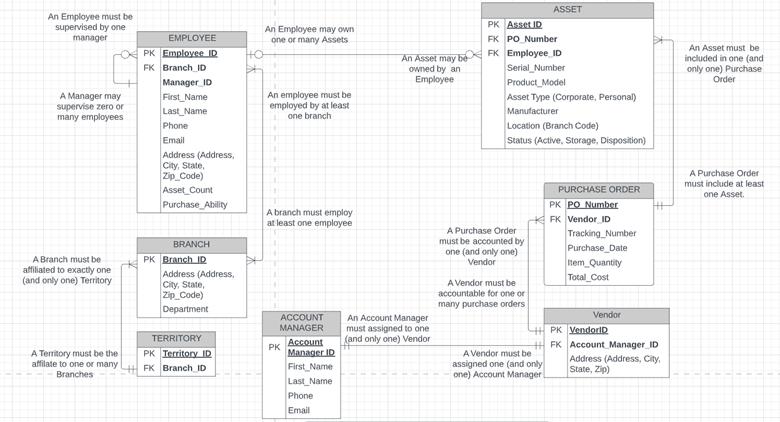 An Employee must be
supervised by one
manager
EMPLOYEE
PK Employee_ID
FK Branch_ID
Manager_ID
First_Name
Last_Name
Phone
Email
Address (Address,
City, State,
Zip_Code)
Asset_Count
Purchase_Ability
A Manager may
supervise zero or
many employees
An Employee may own
one or many Assets
An Asset may be
owned by an
Employee
An employee must be
employed by at least
one branch
A branch must employ
at least one employee
ASSET
PK Asset ID
FK PO_Number
FK Employee_ID
Serial_Number
Product_Model
Asset Type (Corporate, Personal)
Manufacturer
Location (Branch Code)
Status (Active, Storage, Disposition)
An Asset must be
included in one (and
only one) Purchase
Order
A Purchase Order
must include at least
one Asset.
PURCHASE ORDER
PK PO_Number
FK Vendor_ID
Tracking_Number
Purchase_Date
Item_Quantity
Total_Cost
A Purchase Order
must be accounted by
one (and only one)
Vendor
A Vendor must be
accountable for one or
many purchase orders
BRANCH
PK Branch_ID
Address (Address,
City, State,
Zip_Code)
Department
A Branch must be
affiliated to exactly one
(and only one) Territory
TERRITORY
PK Territory_ID
FK Branch_ID
A Territory must be the
affilate to one or many
Branches
ACCOUNT
MANAGER
PK Account
Manager ID
First_Name
Last_Name
Phone
Email
An Account Manager
must assigned to one
(and only one) Vendor
A Vendor must be
assigned one (and only
one) Account Manager
Vendor
PK VendorID
FK Account_Manager_ID
Address (Address, City,
State, Zip)